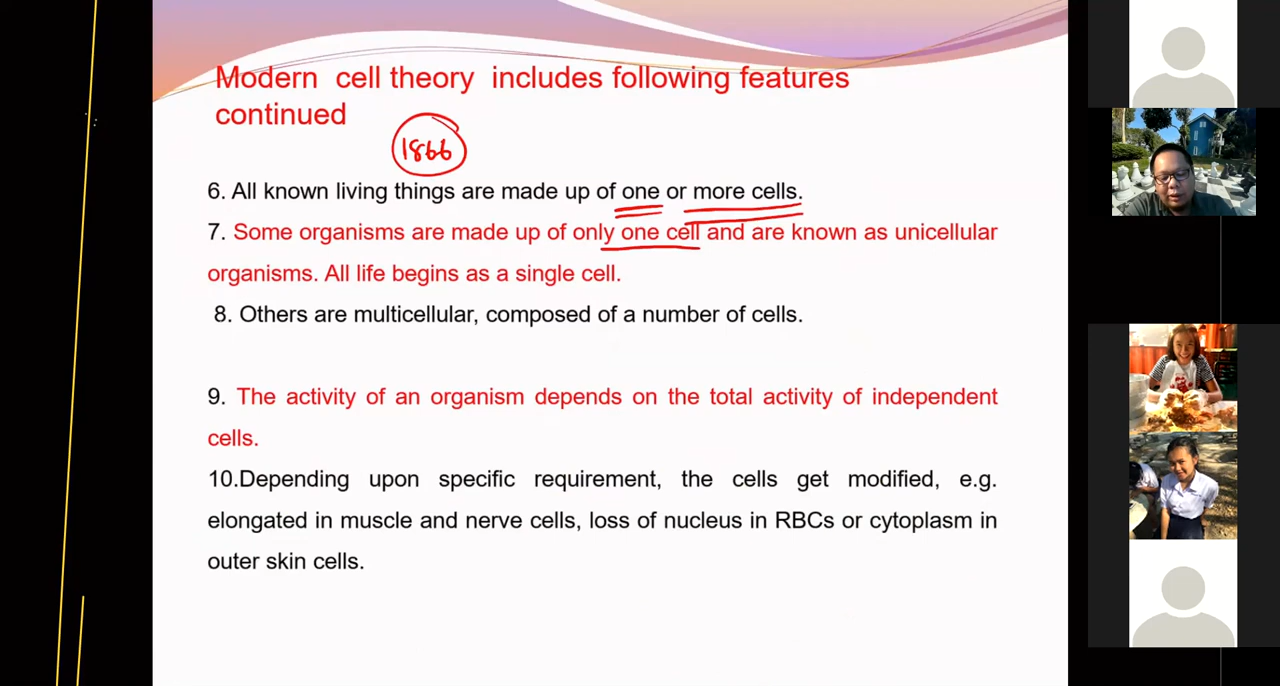 Modern cell theory includes following features
continued
1866
6. All known living things are made up of one or more cells.
7. Some organisms are made up of only one cell and are known as unicellular
organisms. All life begins as a single cell.
8. Others are multicellular, composed of a number of cells.
9. The activity of an organism depends on the total activity of independent
cells.
10.Depending upon specific requirement, the cells get modified, e.g.
elongated in muscle and nerve cells, loss of nucleus in RBCs or cytoplasm in
outer skin cells.